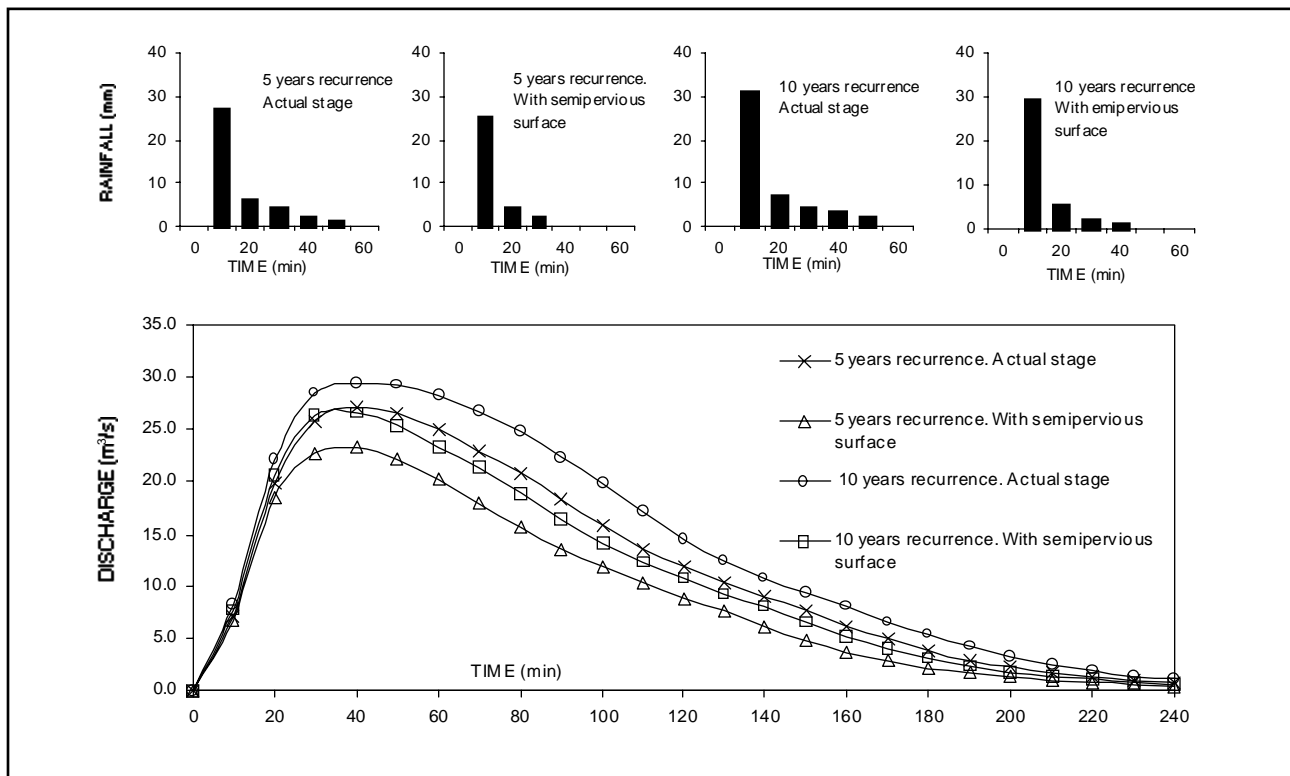 RAINFALL (mm)
40
30
20
10
0
5 years recurrence
Actual stage
0 20 40 60
TIME (min)
40
30
20
10
0
5 years recurrence.
With semipervious
surface
0 20 40 60
TIME (min)
40
30
20
10
0
10 years recurrence
Actual stage
0 20 40 60
TIME (min)
40
30
20
10
0
10 years recurrence
With emipervious
surface
0 20 40 60
TIME (min)
DISCHARGE (m³/s)
35.0
30.0
25.0
20.0
15.0
10.0
5.0
0.0
5 years recurrence. Actual stage
5 years recurrence. With semipervious
surface
10 years recurrence. Actual stage
10 years recurrence. With semipervious
surface
TIME (min)
0 20 40 60 80 100 120 140 160 180 200 220 240